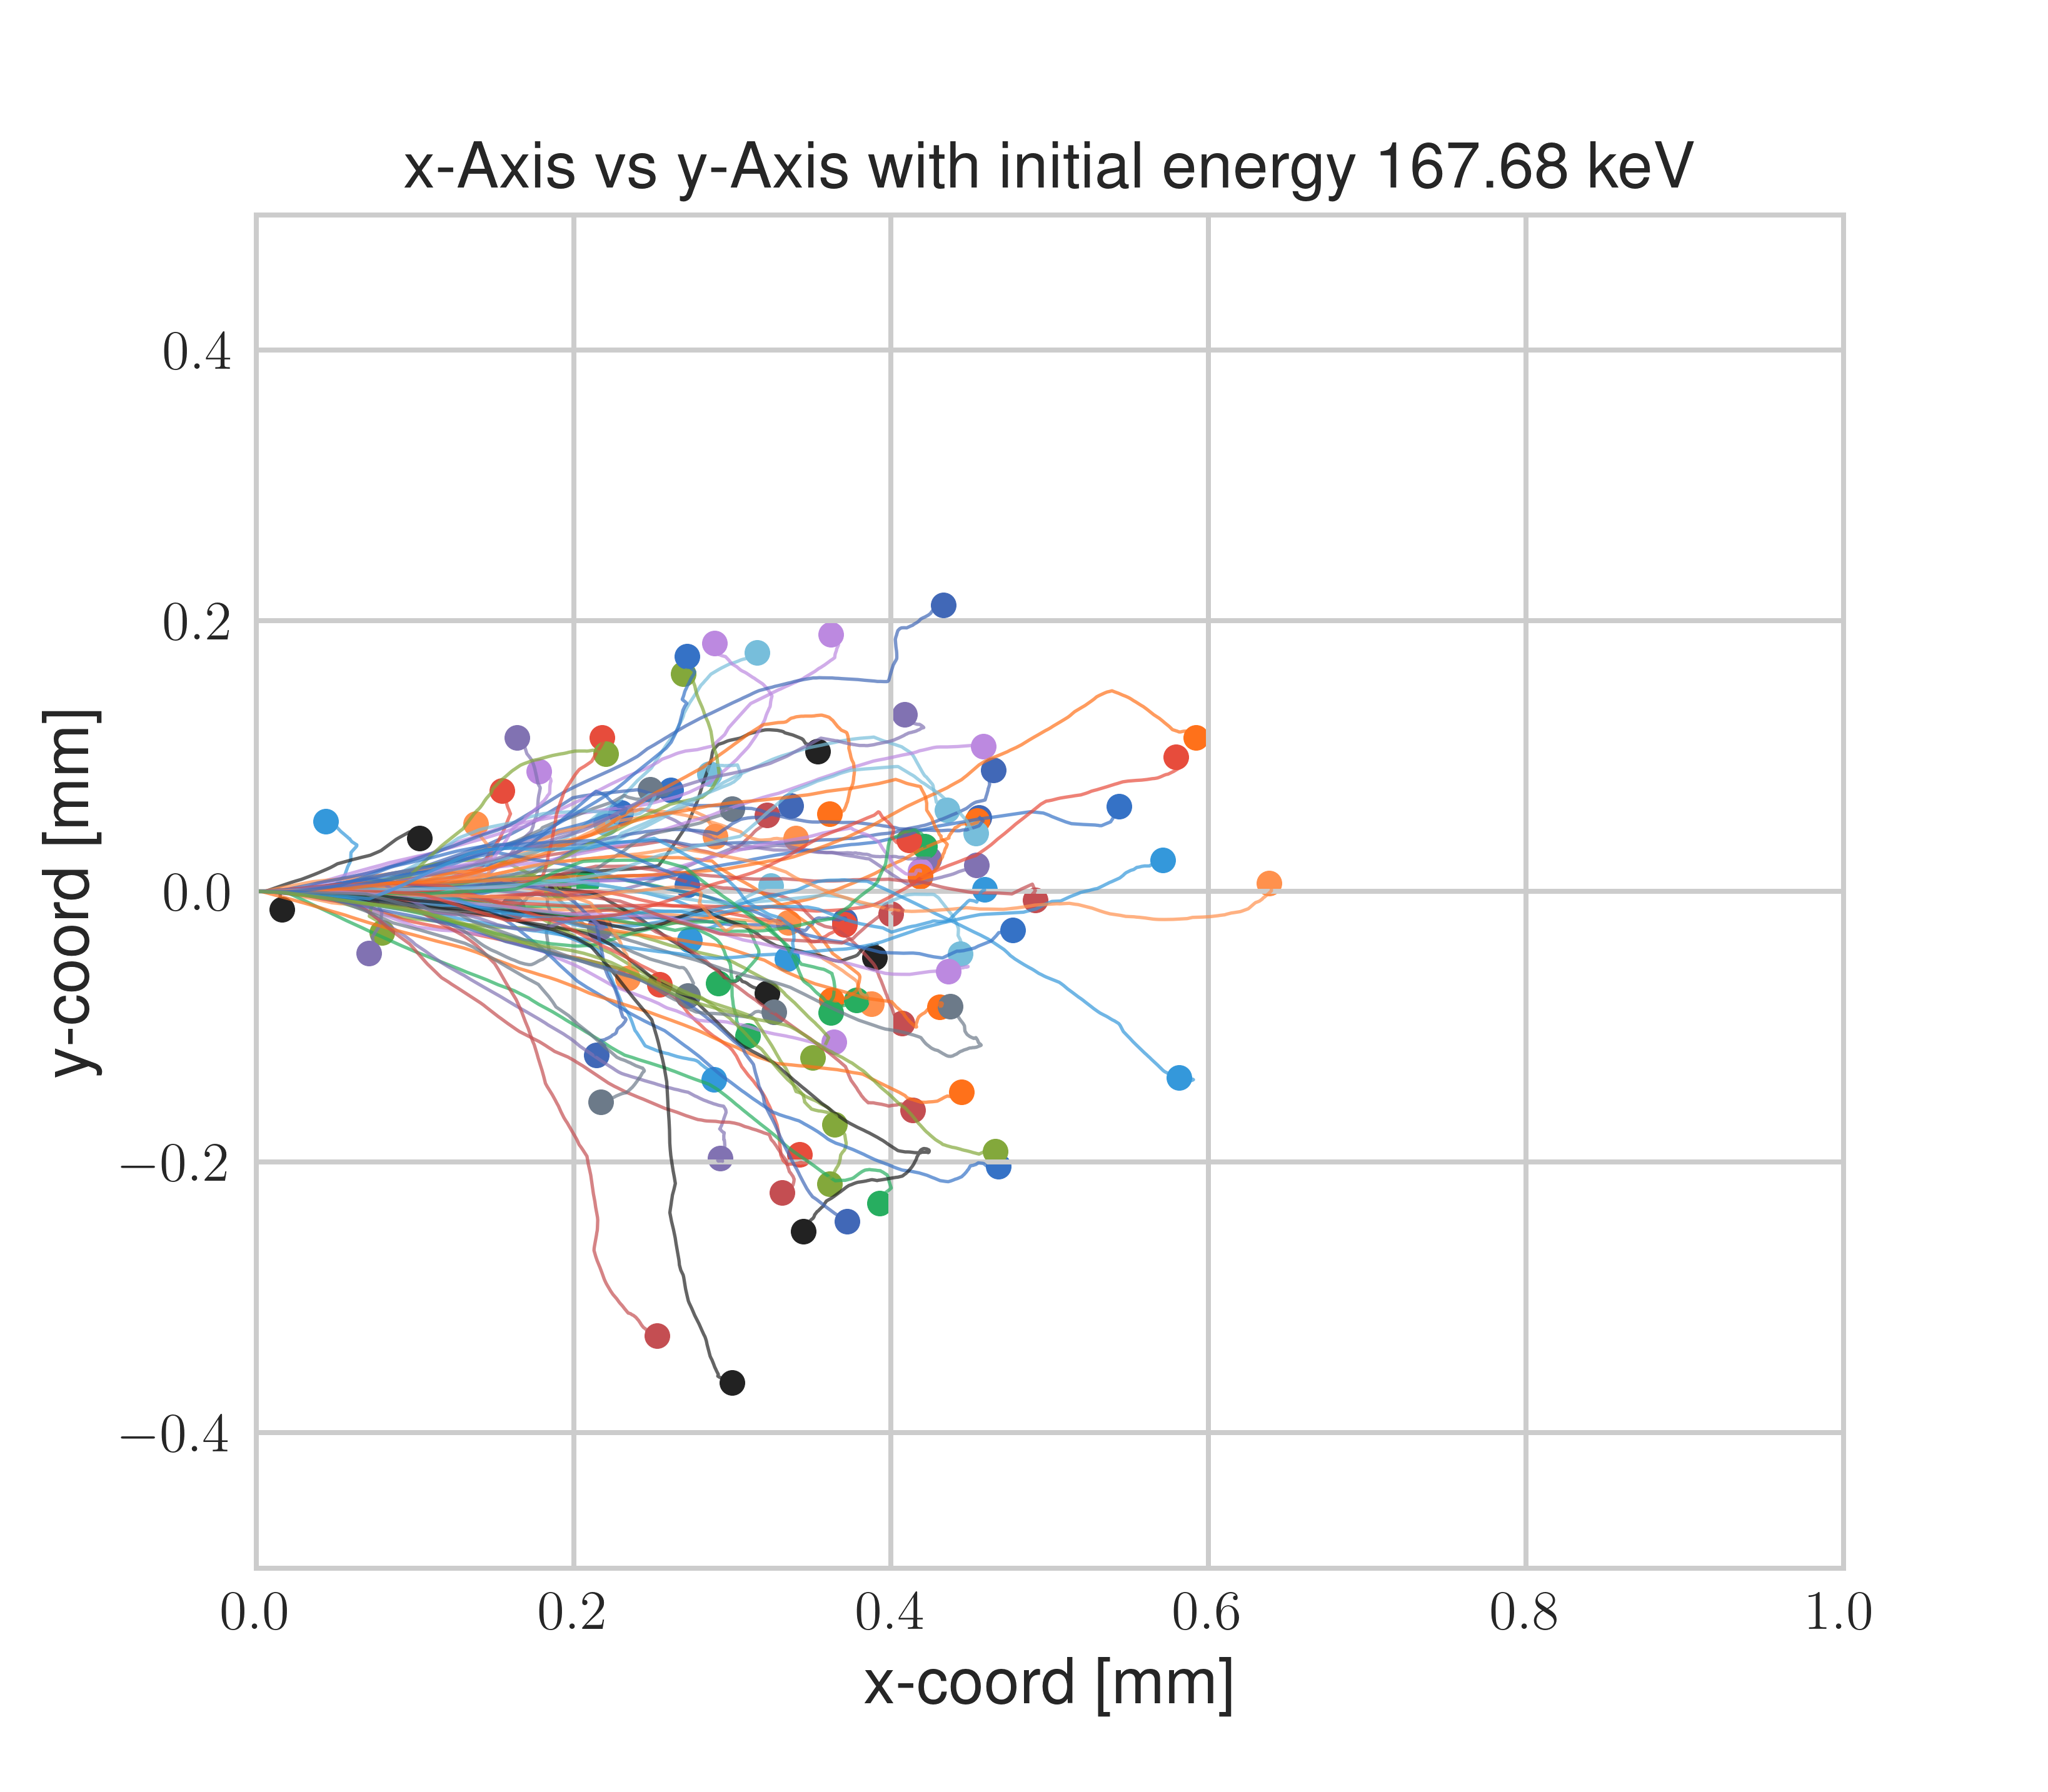 x-Axis vs y-Axis with initial energy 167.68 keV
y-coord [mm]
0.4
0.2
0.0
−0.2
−0.4
0.0 0.2 0.4 0.6 0.8 1.0
x-coord [mm]